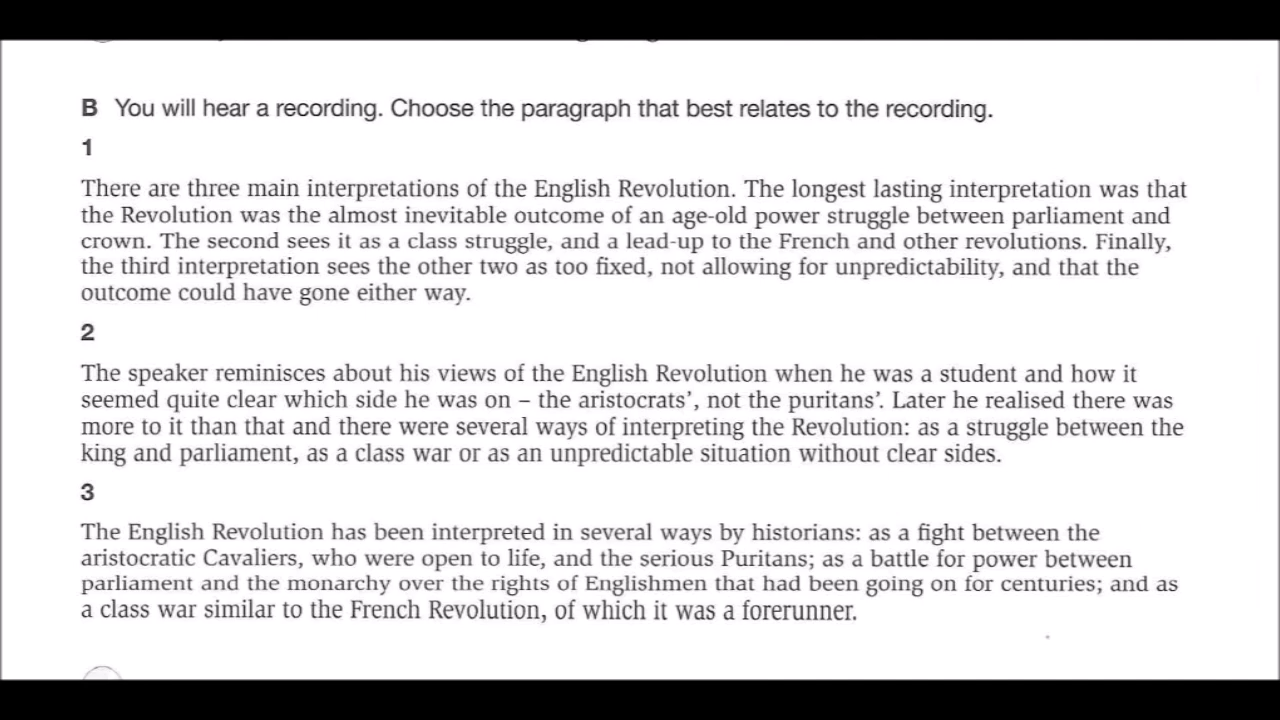 B You will hear a recording. Choose the paragraph that best relates to the recording.
1
There are three main interpretations of the English Revolution. The longest lasting interpretation was that
the Revolution was the almost inevitable outcome of an age-old power struggle between parliament and
crown. The second sees it as a class struggle, and a lead-up to the French and other revolutions. Finally,
the third interpretation sees the other two as too fixed, not allowing for unpredictability, and that the
outcome could have gone either way.
2
The speaker reminisces about his views of the English Revolution when he was a student and how it
seemed quite clear which side he was on – the aristocrats', not the puritans'. Later he realised there was
more to it than that and there were several ways of interpreting the Revolution: as a struggle between the
king and parliament, as a class war or as an unpredictable situation without clear sides.
3
The English Revolution has been interpreted in several ways by historians: as a fight between the
aristocratic Cavaliers, who were open to life, and the serious Puritans; as a battle for power between
parliament and the monarchy over the rights of Englishmen that had been going on for centuries; and as
a class war similar to the French Revolution, of which it was a forerunner.